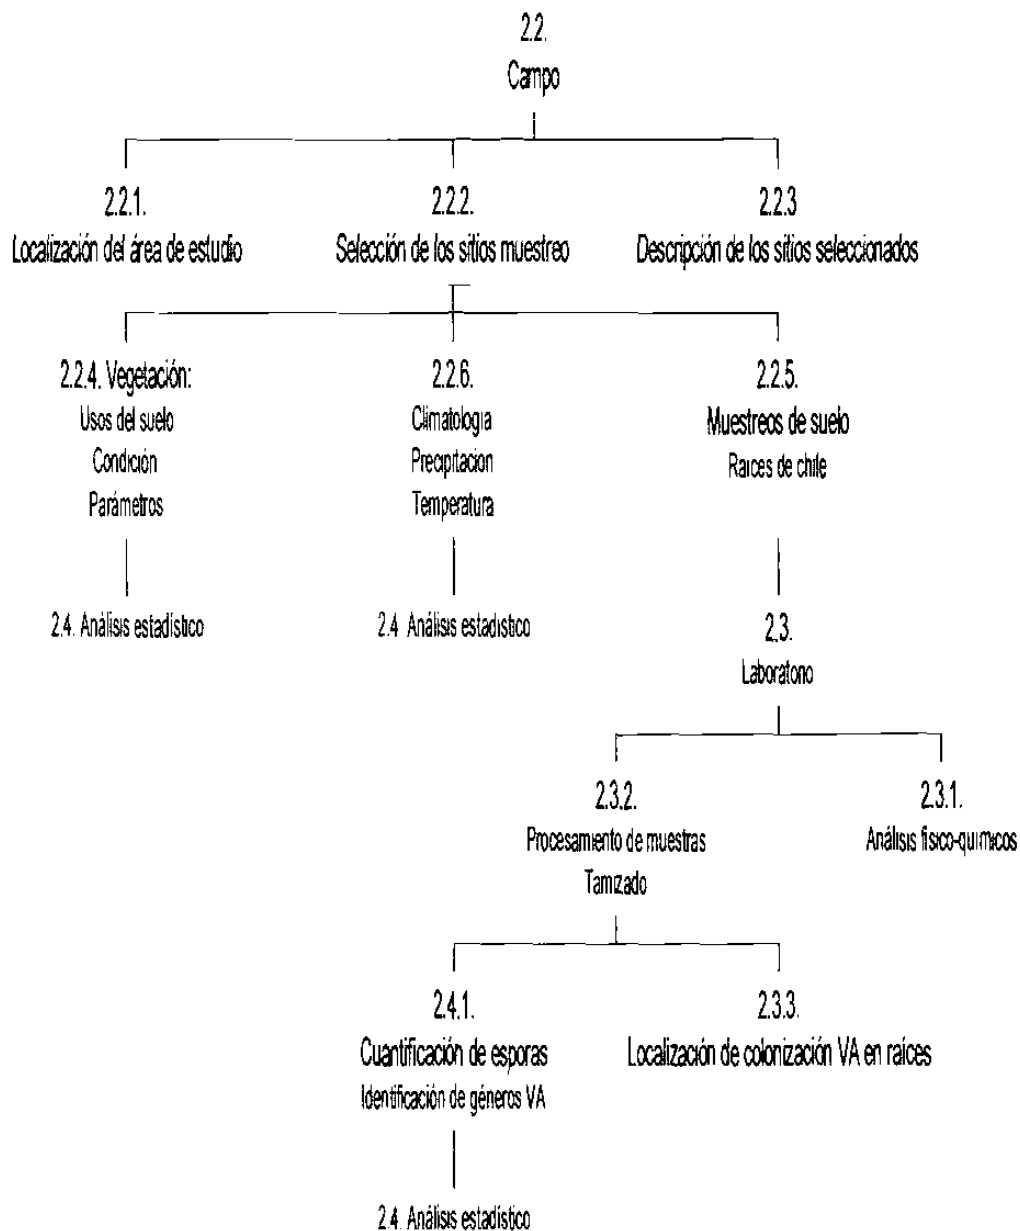 2.2.
Campo
2.2.1.
Localización del área de estudio
2.2.2.
Selección de los sitios muestreo
2.2.3
Descripción de los sitios seleccionados
2.2.4. Vegetación:
Usos del suelo
Condición
Parámetros
2.4. Análisis estadístico
2.2.6.
Climatologia
Precipitacion
Temperatura
2.4 Análisis estadistico
2.2.5.
Muestreos de suelo
Raices de chile
2.3.
Laboratorio
2.3.2.
Procesamiento de muestras
Tamizado
2.3.1.
Análisis físico-quimicos
2.4.1.
Cuantificación de esporas
Identificación de géneros VA
2.3.3.
Localización de colonización VA en raíces
2.4. Análisis estadístico